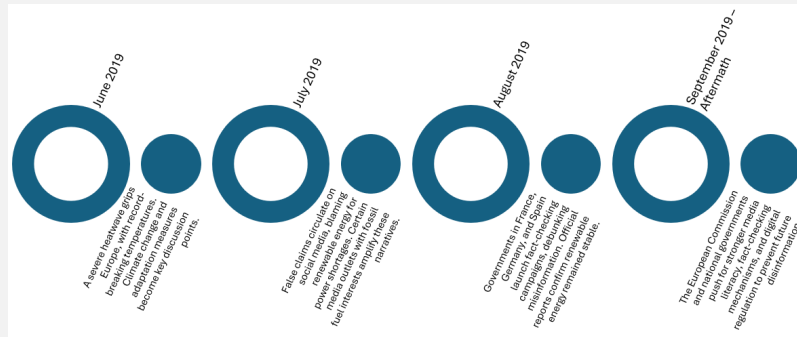 June 2019
A severe heatwave grips
Europe, with record-
breaking temperatures.
Climate change and
adaptation measures
become key discussion
points.
July 2019
False claims circulate on
social media, blaming
renewable energy for
power shortages. Certain
media outlets with fossil
fuel interests amplify these
narratives.
August 2019
Governments in France,
Germany, and Spain
launch fact-checking
campaigns, debunking
misinformation. Official
reports confirm renewable
energy remained stable.
September 2019 –
Aftermath
The European Commission
and national governments
push for stronger media
literacy, fact-checking
mechanisms, and digital
regulation to prevent future
disinformation